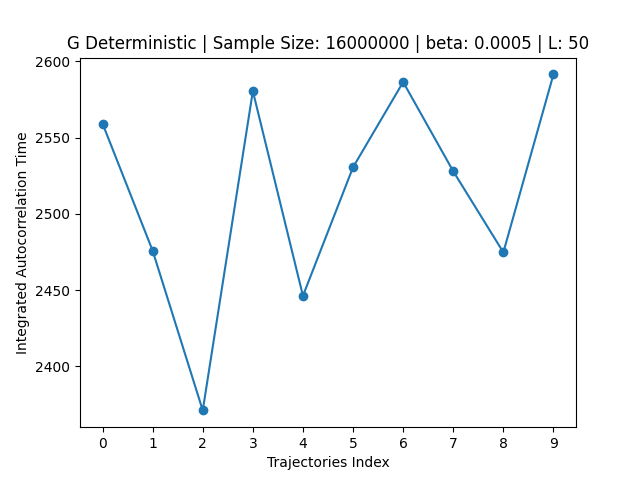 G Deterministic | Sample Size: 16000000 | beta: 0.0005 | L: 50
2600
2550
2500
2450
2400
Integrated Autocorrelation Time
0 1 2 3 4 5 6 7 8 9
Trajectories Index